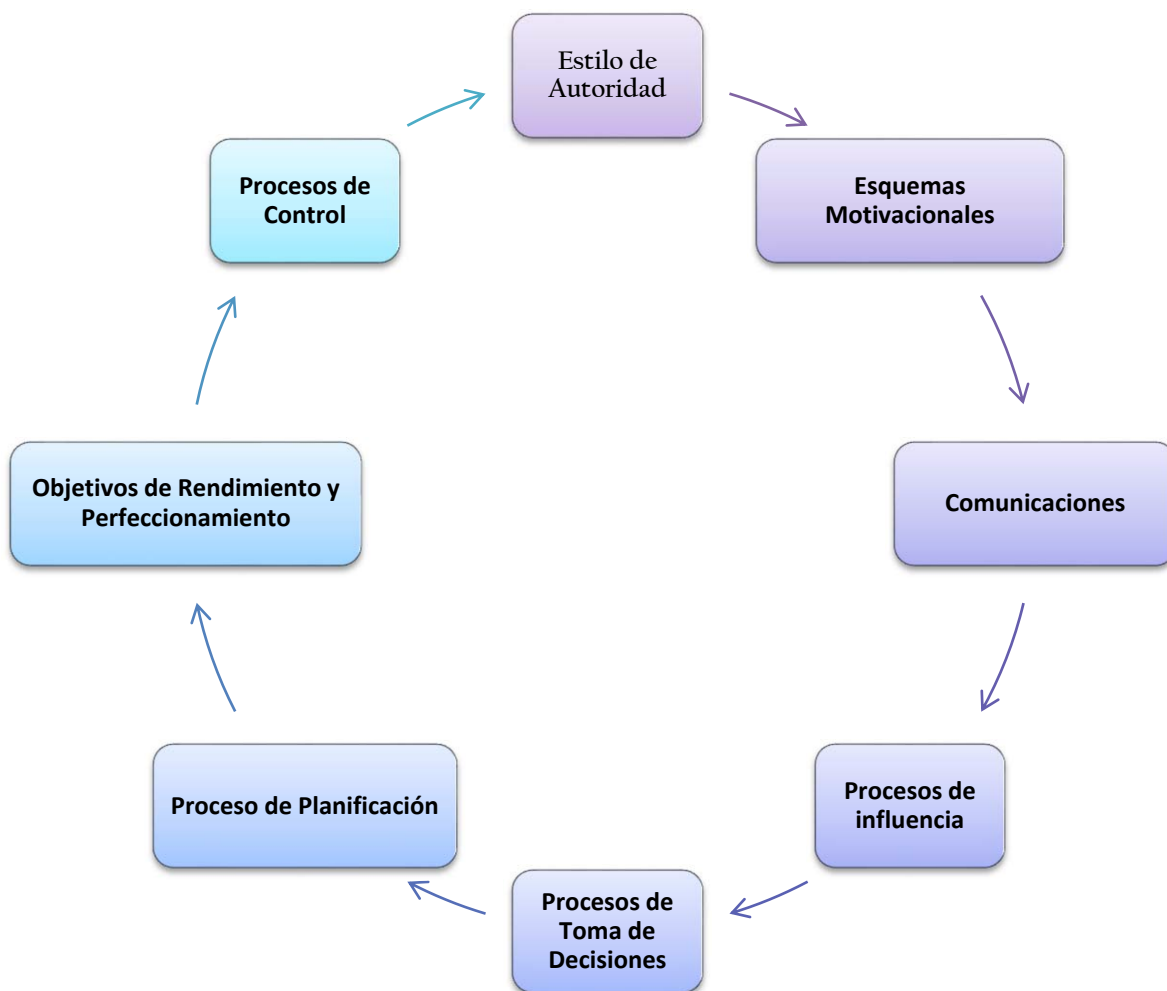 Estilo de
Autoridad
Esquemas
Motivacionales
Comunicaciones
Procesos de
influencia
Procesos de
Toma de
Decisiones
Proceso de Planificación
Objetivos de Rendimiento y
Perfeccionamiento
Procesos de
Control